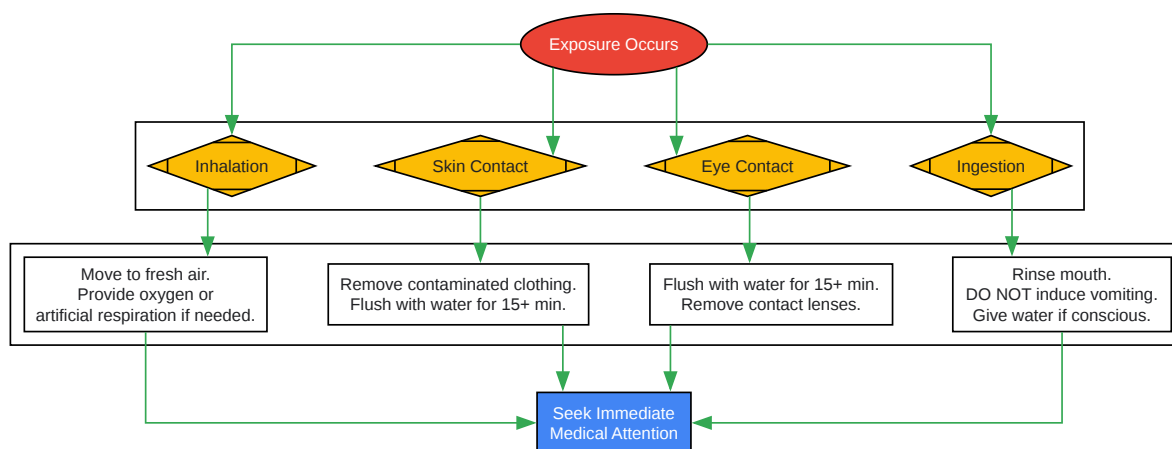 Exposure Occurs
Inhalation
Skin Contact
Eye Contact
Ingestion
Move to fresh air.
Provide oxygen or
artificial respiration if needed.
Remove contaminated clothing.
Flush with water for 15+ min.
Flush with water for 15+ min.
Remove contact lenses.
Rinse mouth.
DO NOT induce vomiting.
Give water if conscious.
Seek Immediate
Medical Attention